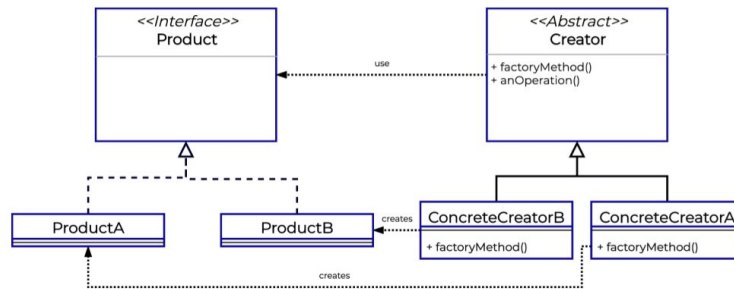 <<Interface>>
Product
<<Abstract>>
Creator
+ factoryMethod()
+ anOperation()
use
ProductA
ProductB
creates
ConcreteCreatorB
+ factoryMethod()
ConcreteCreatorA
+ factoryMethod()
creates